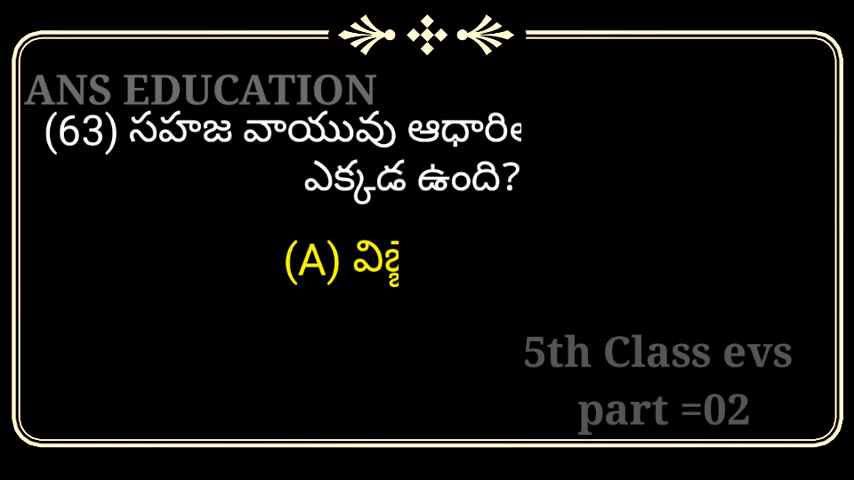 ANS EDUCATION
(63) సహజ వాయువు
ఎక్కడ ఉంది?
(A)
5th Class evs
part =02